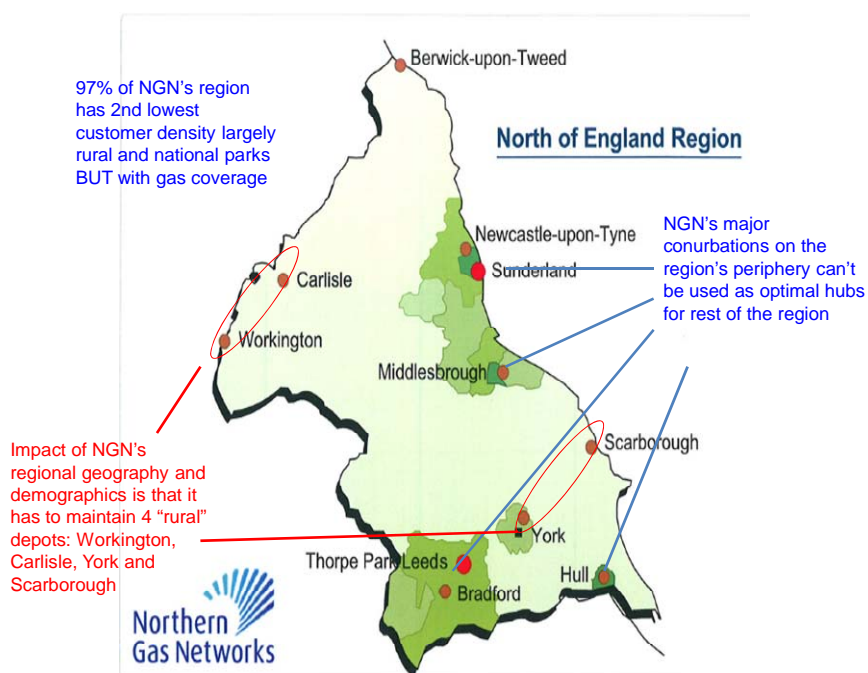 Berwick-upon-Tweed
97% of NGN's region
has 2nd lowest
customer density largely
rural and national parks
BUT with gas coverage
North of England Region
Newcastle-upon-Tyne
Sunderland
NGN's major
conurbations on the
region's periphery can't
be used as optimal hubs
for rest of the region
Carlisle
Workington
Middlesbrough
Scarborough
Impact of NGN's
regional geography and
demographics is that it
has to maintain 4 “rural”
depots: Workington,
Carlisle, York and
Scarborough
York
Thorpe Park Leeds
Hull
Bradford
Northern
Gas Networks